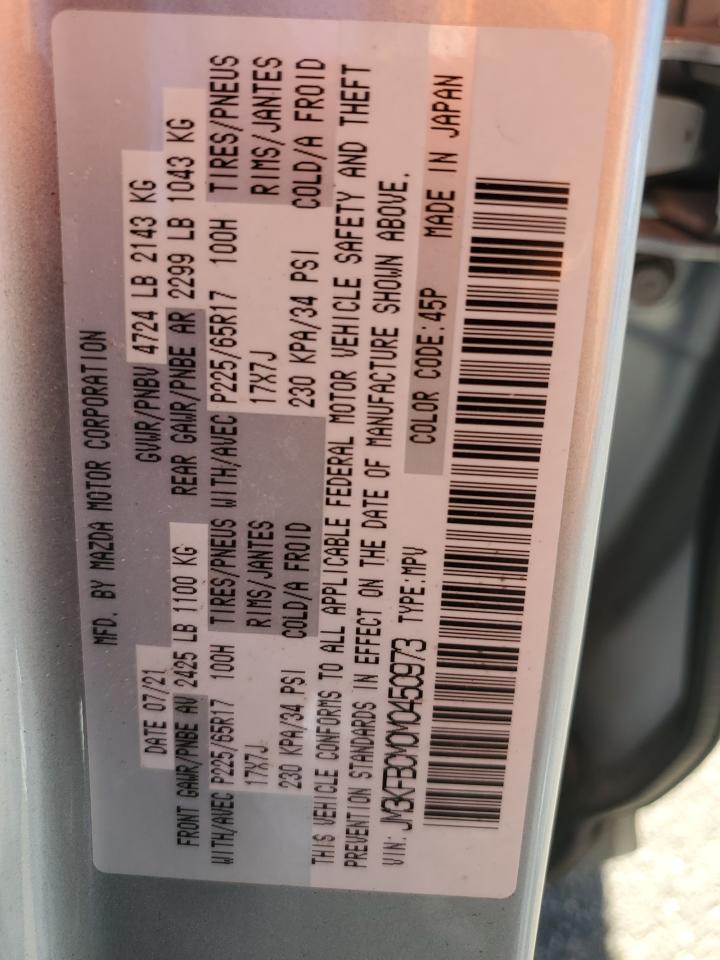 MFD. BY MAZDA MOTOR CORPORATION
DATE 07/21 GVWR/PNBV 4724 LB 2143 KG
FRONT GAWR/PNBE AV 2425 LB 1100 KG REAR GAWR/PNBE AR 2299 LB 1043 KG
WITH/AVEC P225/65R17 100H TIRES/PNEUS WITH/AVEC P225/65R17 100H TIRES/PNEUS
17X7J RIMS/JANTES 17X7J RIMS/JANTES
230 KPA/34 PSI COLD/A FROID 230 KPA/34 PSI COLD/A FROID
THIS VEHICLE CONFORMS TO ALL APPLICABLE FEDERAL MOTOR VEHICLE SAFETY AND THEFT
PREVENTION STANDARDS IN EFFECT ON THE DATE OF MANUFACTURE SHOWN ABOVE.
VIN: JM3KFBCY0Y0450973 TYPE:MPV COLOR CODE:45P MADE IN JAPAN